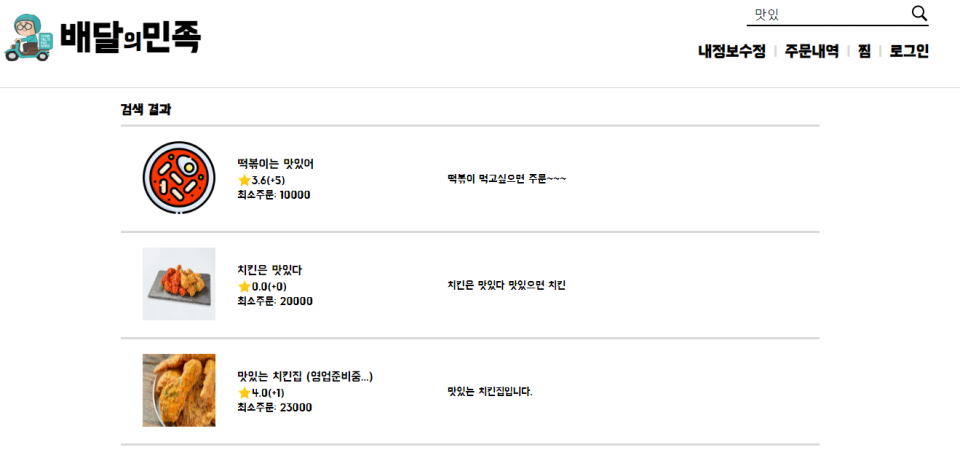 배달의민족
맛있
내정보수정 | 주문내역 | 찜 | 로그인
검색 결과
떡볶이는 맛있어
⭐3.6(+5)
최소주문: 10000
떡볶이 먹고싶으면 주문~~~
치킨은 맛있다
⭐0.0(+0)
최소주문: 20000
치킨은 맛있다 맛있으면 치킨
맛있는 치킨집 (영업준비중...)
⭐4.0(+1)
최소주문: 23000
맛있는 치킨집입니다.